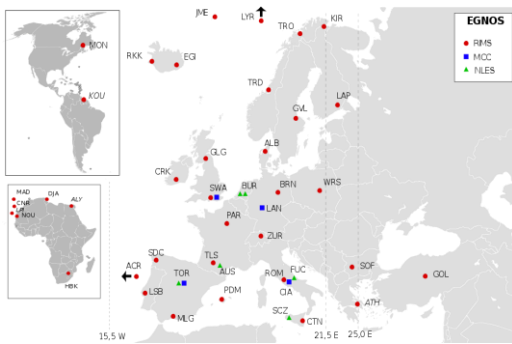 EGNOS
RIMS
MCC
NLES
MON
KOU
JME
LYR
TRO
KIR
RKK
EGI
TRD
GVL
LAP
GLG
ALB
CRK
SWA
BUR
BRN
WRS
LAN
PAR
ZUR
MAD
DJA
ALY
CNR
LPI
NOU
HBK
SDC
TLS
AUS
ACR
TOR
ROM
FUC
SOF
GOL
LSB
PDM
CIA
ATH
MLG
SCZ
CTN
15,5 W
21,5 E
25,0 E